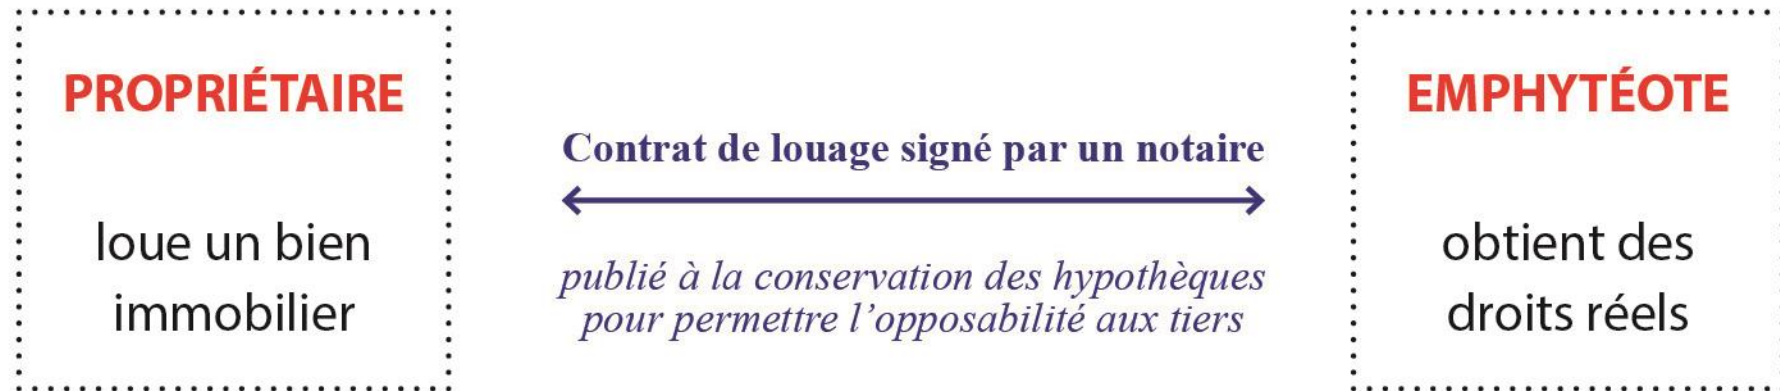 PROPRIÉTAIRE
loue un bien
immobilier
Contrat de louage signé par un notaire
publié à la conservation des hypothèques
pour permettre l’opposabilité aux tiers
EMPHYTÉOTE
obtient des
droits réels